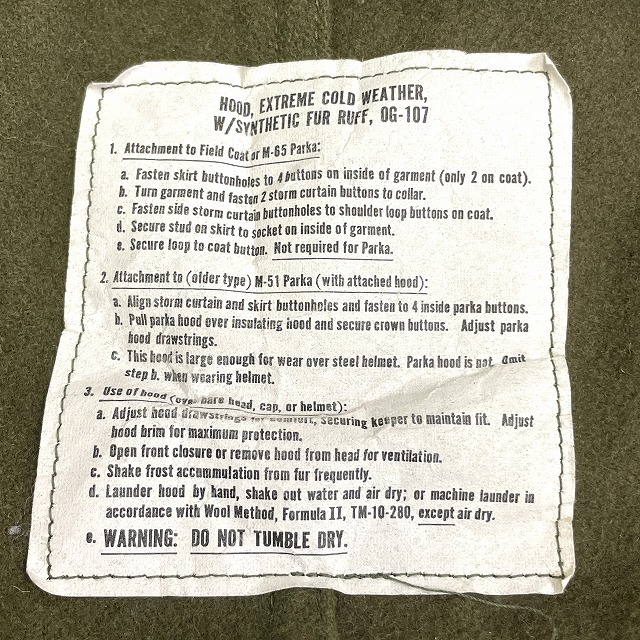 HOOD, EXTREME COLD WEATHER,
W/SYNTHETIC FUR RUFF, OG-107
1. Attachment to Field Coat or M-65 Parka:
a. Fasten skirt buttonholes to 4 buttons on inside of garment (only 2 on coat).
b. Turn garment and fasten 2 storm curtain buttons to collar.
c. Fasten side storm curtain buttonholes to shoulder loop buttons on coat.
d. Secure stud on skirt to socket on inside of garment.
e. Secure loop to coat button. Not required for Parka.
2. Attachment to (older type) M-51 Parka (with attached hood):
a. Align storm curtain and skirt buttonholes and fasten to 4 inside parka buttons.
b. Pull parka hood over insulating hood and secure crown buttons. Adjust parka
hood drawstrings.
c. This hood is large enough for wear over steel helmet. Parka hood is not. Omit
step b. when wearing helmet.
3. Use of hood (over bare head, cap, or helmet):
a. Adjust hood drawstrings for comfort, securing keeper to maintain fit. Adjust
hood brim for maximum protection.
b. Open front closure or remove hood from head for ventilation.
c. Shake frost accummulation from fur frequently.
d. Launder hood by hand, shake out water and air dry; or machine launder in
accordance with Wool Method, Formula II, TM-10-280, except air dry.
e. WARNING: DO NOT TUMBLE DRY.